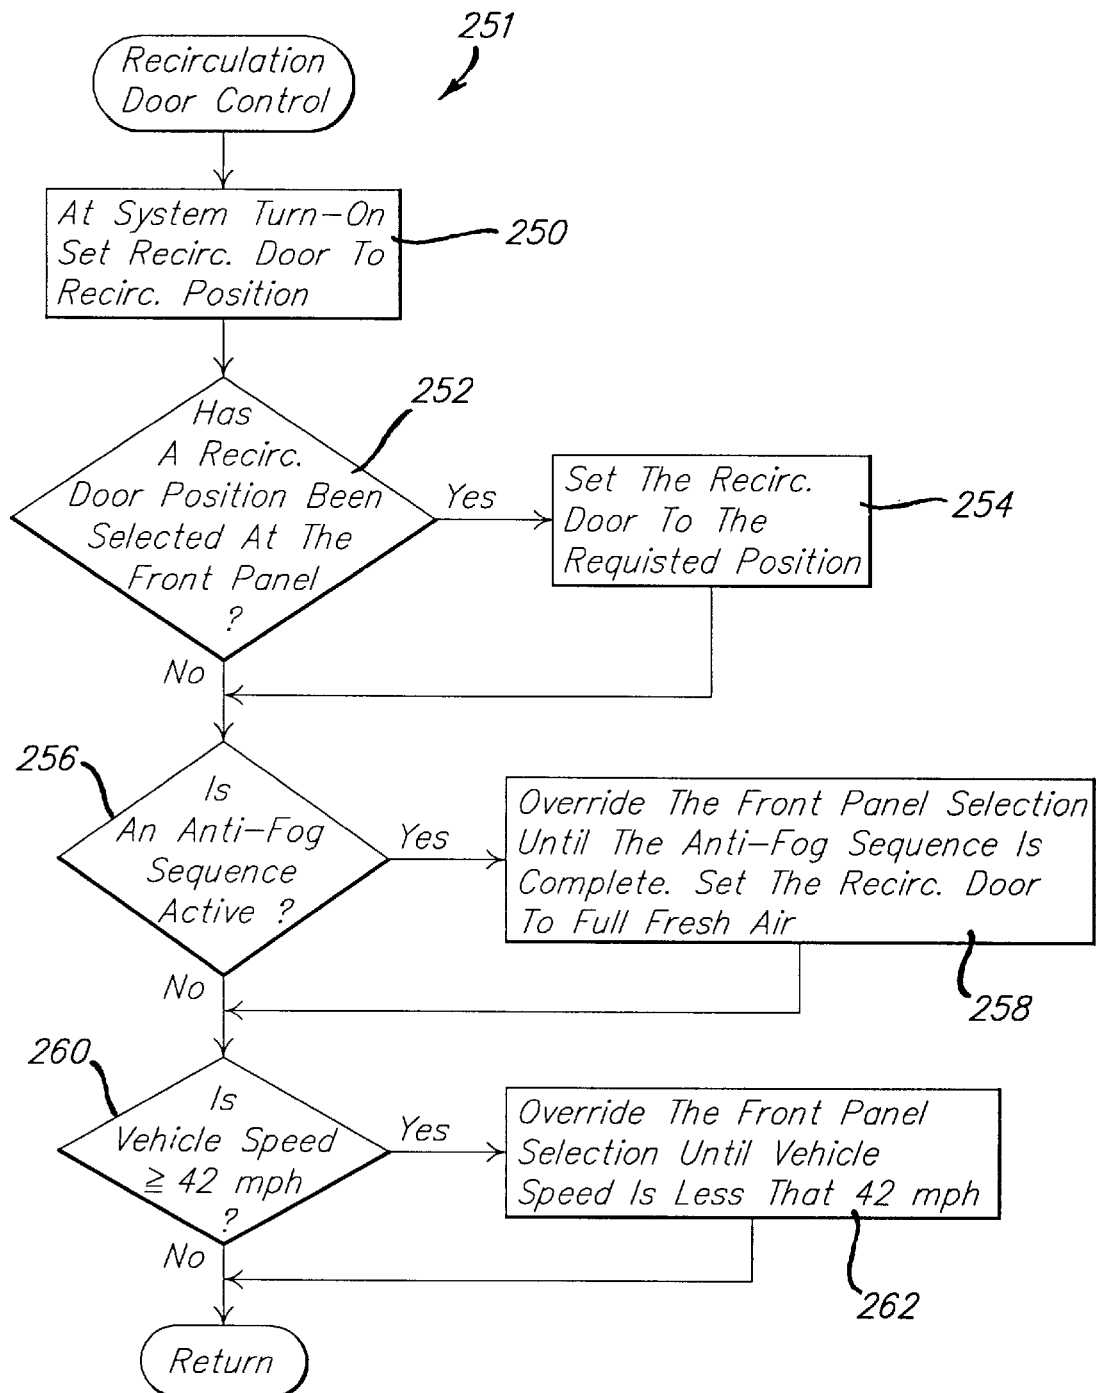 251
Recirculation
Door Control
At System Turn-On
Set Recirc. Door To
Recirc. Position
250
Has
A Recirc.
Door Position Been
Selected At The
Front Panel
?
252
Yes
Set The Recirc.
Door To The
Requisted Position
254
No
256
Is
An Anti-Fog
Sequence
Active ?
Yes
Override The Front Panel Selection
Until The Anti-Fog Sequence Is
Complete. Set The Recirc. Door
To Full Fresh Air
258
No
260
Is
Vehicle Speed
≧ 42 mph
?
Yes
Override The Front Panel
Selection Until Vehicle
Speed Is Less That 42 mph
262
No
Return